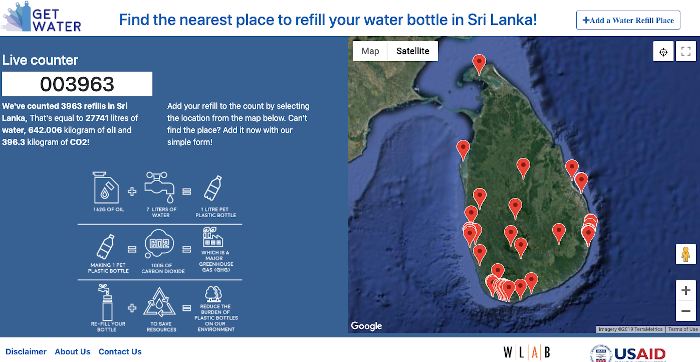 GET
WATER
Find the nearest place to refill your water bottle in Sri Lanka!
+Add a Water Refill Place
Live counter
003963
We've counted 3963 refills in Sri
Lanka, That's equal to 27741 litres of
water, 642.006 kilogram of oil and
396.3 kilogram of CO2!
Add your refill to the count by selecting
the location from the map below. Can't
find the place? Add it now with our
simple form!
162G OF OIL
7 LITERS OF
WATER
1 LITRE PET
PLASTIC BOTTLE
MAKING 1 PET
PLASTIC BOTTLE
100G OF
CARBON DIOXIDE
WHICH IS A
MAJOR
GREENHOUSE
GAS (GHG)
RE-FILL YOUR
BOTTLE
TO SAVE
RESOURCES
REDUCE THE
BURDEN OF
PLASTIC BOTTLES
ON OUR
ENVIRONMENT
Map
Satellite
Google
Imagery ©2019 TerraMetrics
Terms of Use
Disclaimer
About Us
Contact Us
W L A B
USAID